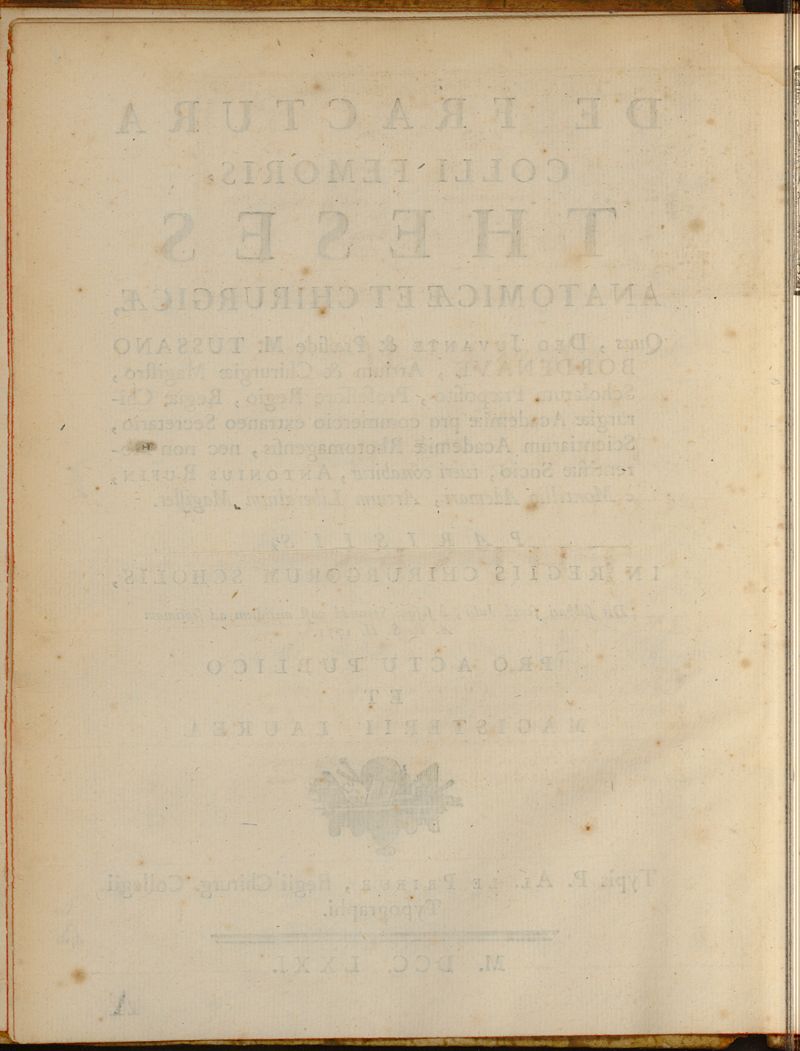 DE FRACTURA
COLLI FEMORIS,
THESES
ANATOMICÆ ET CHIRURGICÆ,
Quas, DEO JUVANTE & Præside M. TUSSANO
BORDENAVE, Artium & Chirurgiæ Magistro,
Scholarum Præposito, Professore Regio, Regiæ Chi-
rurgiæ Academiæ pro commercio extraneo Secretario,
Scientiarum Academiæ Rhotomagensis, nec non
Socio, tueri conabitur, ANTONIUS RUFIN,
è Montellis Ademari, Artium Liberalium Magister.
PARISIIS,
IN REGIIS CHIRURGORUM SCHOLIS,
PRO ACTU PUBLICO
ET
MAGISTERII LAUREA
Typis P. AL. LE PRIEUR, Regii Chirurg. Collegii
Typographi.
M. DCC. LXXI.
A